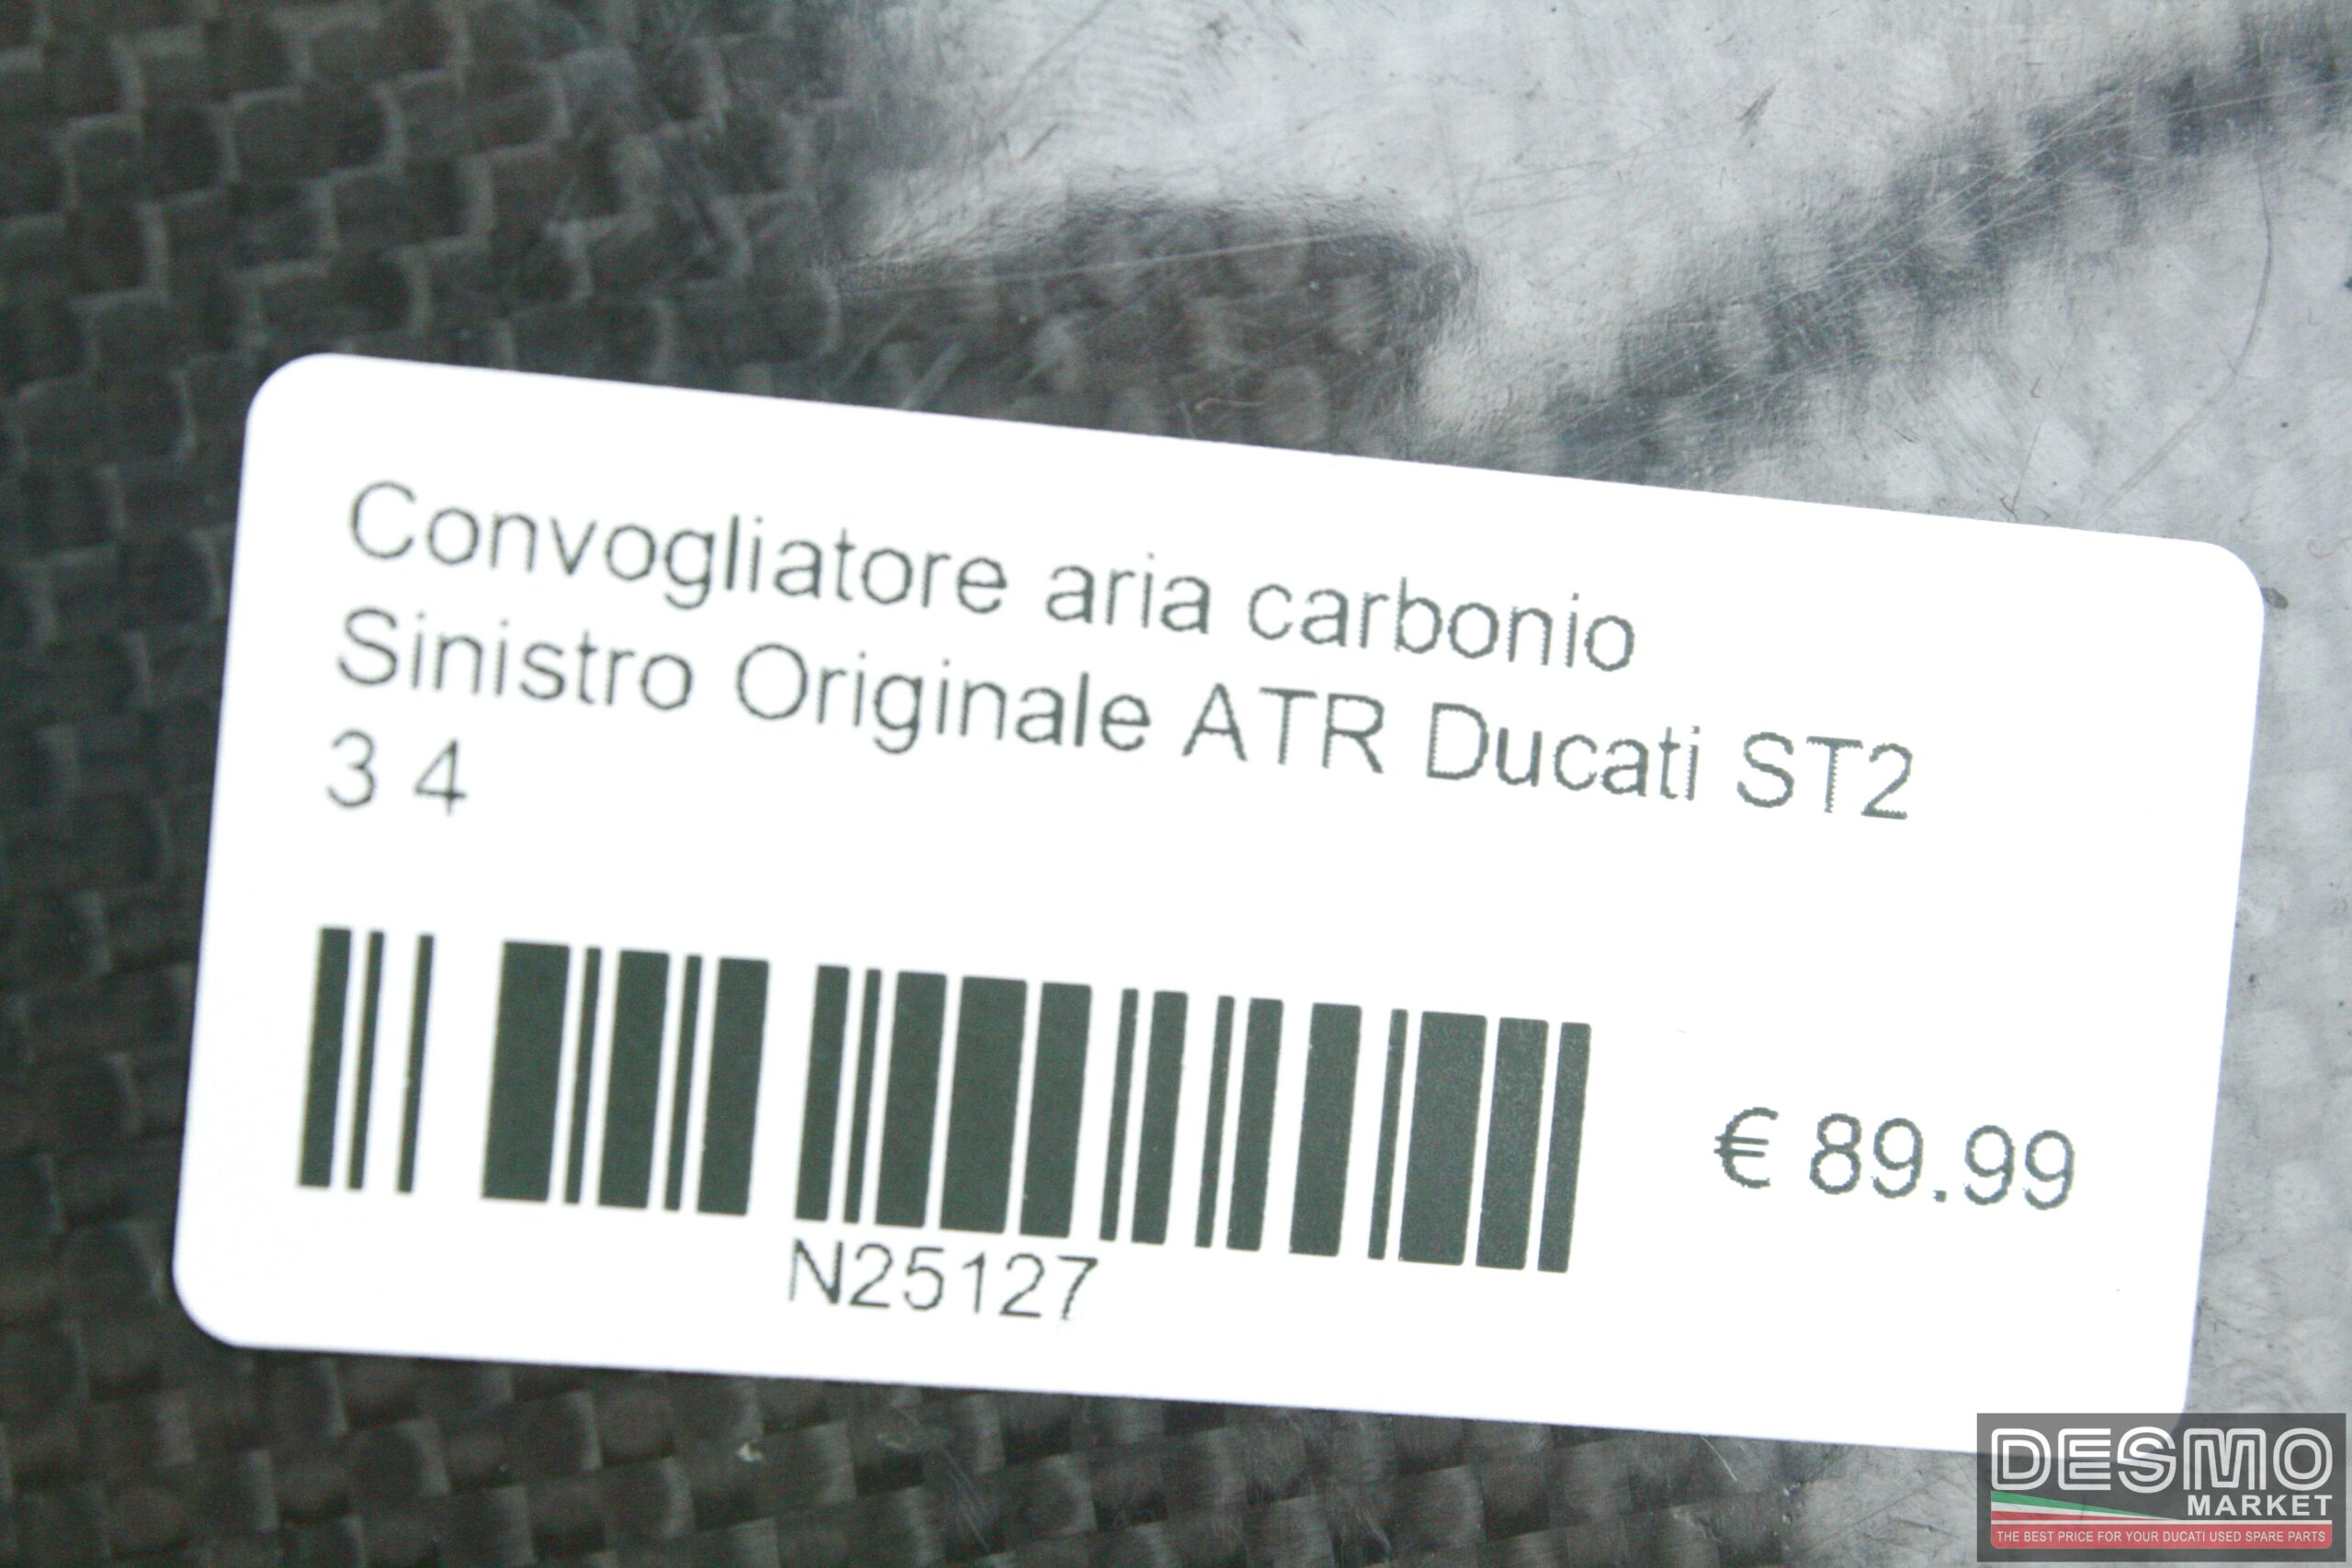 Convogliatore aria carbonio
Sinistro Originale ATR Ducati ST2
3 4
€ 89.99
N25127
DESMO
MARKET
THE BEST PRICE FOR YOUR DUCATI USED SPARE PARTS